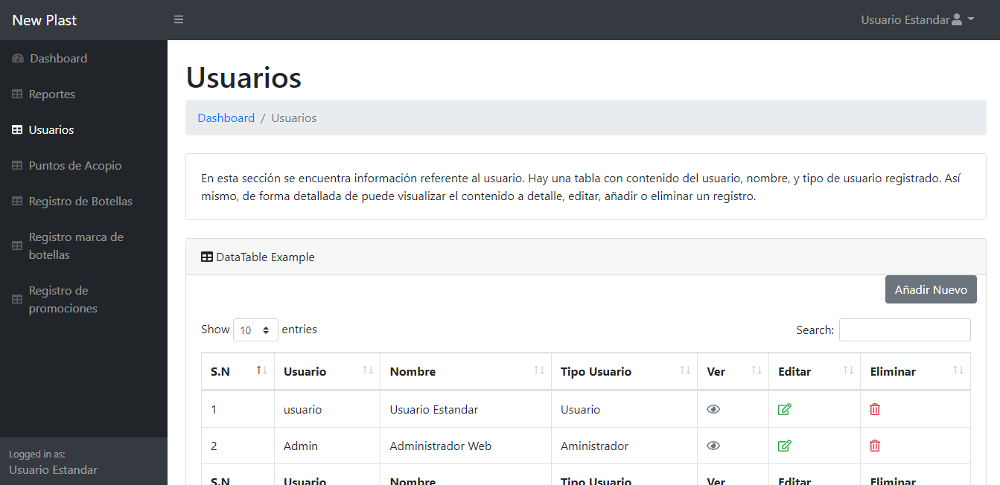 New Plast
Usuario Estandar
Dashboard
Reportes
Usuarios
Puntos de Acopio
Registro de Botellas
Registro marca de
botellas
Registro de
promociones
Logged in as:
Usuario Estandar
Usuarios
Dashboard / Usuarios
En esta sección se encuentra información referente al usuario. Hay una tabla con contenido del usuario, nombre, y tipo de usuario registrado. Así
mismo, de forma detallada de puede visualizar el contenido a detalle, editar, añadir o eliminar un registro.
DataTable Example
Añadir Nuevo
Show 10 entries Search:
S.N Usuario Nombre Tipo Usuario Ver Editar Eliminar
1 usuario Usuario Estandar Usuario
2 Admin Administrador Web Aministrador
S.N Usuario Nombre Tipo Usuario Ver Editar Eliminar